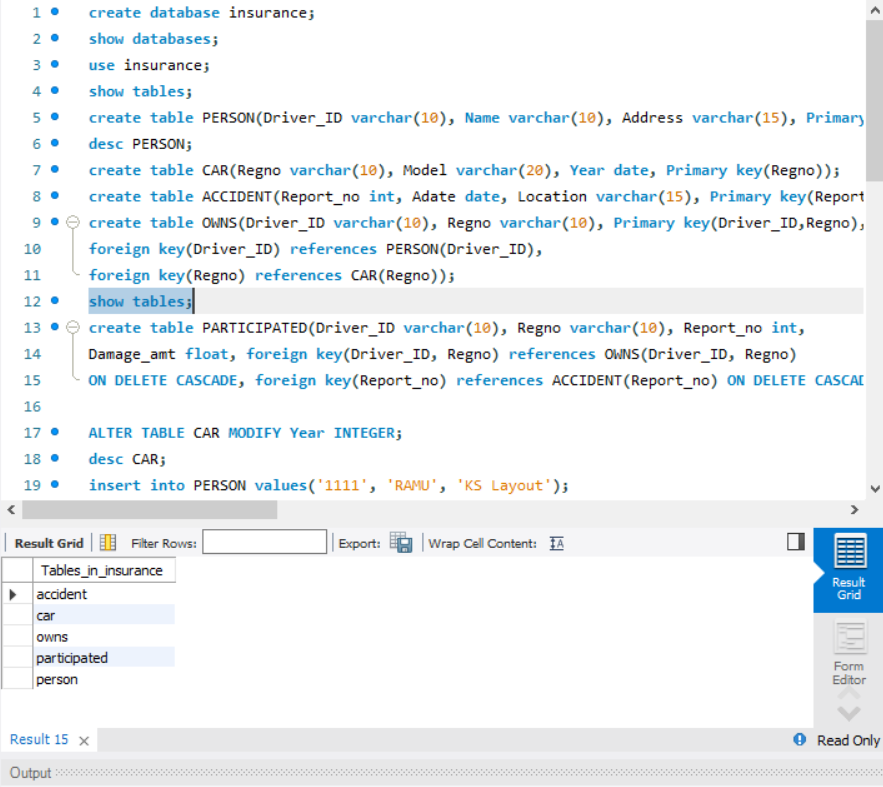 1 create database insurance;
2 show databases;
3 use insurance;
4 show tables;
5 create table PERSON(Driver_ID varchar(10), Name varchar(10), Address varchar(15), Primary
6 desc PERSON;
7 create table CAR(Regno varchar(10), Model varchar(20), Year date, Primary key(Regno));
8 create table ACCIDENT(Report_no int, Adate date, Location varchar(15), Primary key(Report
9 create table OWNS(Driver_ID varchar(10), Regno varchar(10), Primary key(Driver_ID,Regno),
10 foreign key(Driver_ID) references PERSON(Driver_ID),
11 foreign key(Regno) references CAR(Regno));
12 show tables;
13 create table PARTICIPATED(Driver_ID varchar(10), Regno varchar(10), Report_no int,
14 Damage_amt float, foreign key(Driver_ID, Regno) references OWNS(Driver_ID, Regno)
15 ON DELETE CASCADE, foreign key(Report_no) references ACCIDENT(Report_no) ON DELETE CASCAD
16
17 ALTER TABLE CAR MODIFY Year INTEGER;
18 desc CAR;
19 insert into PERSON values('1111', 'RAMU', 'KS Layout');
Result Grid Filter Rows: Export: Wrap Cell Content:
Tables_in_insurance
accident
car
owns
participated
person
Result Grid
Form Editor
Result 15 Read Only
Output